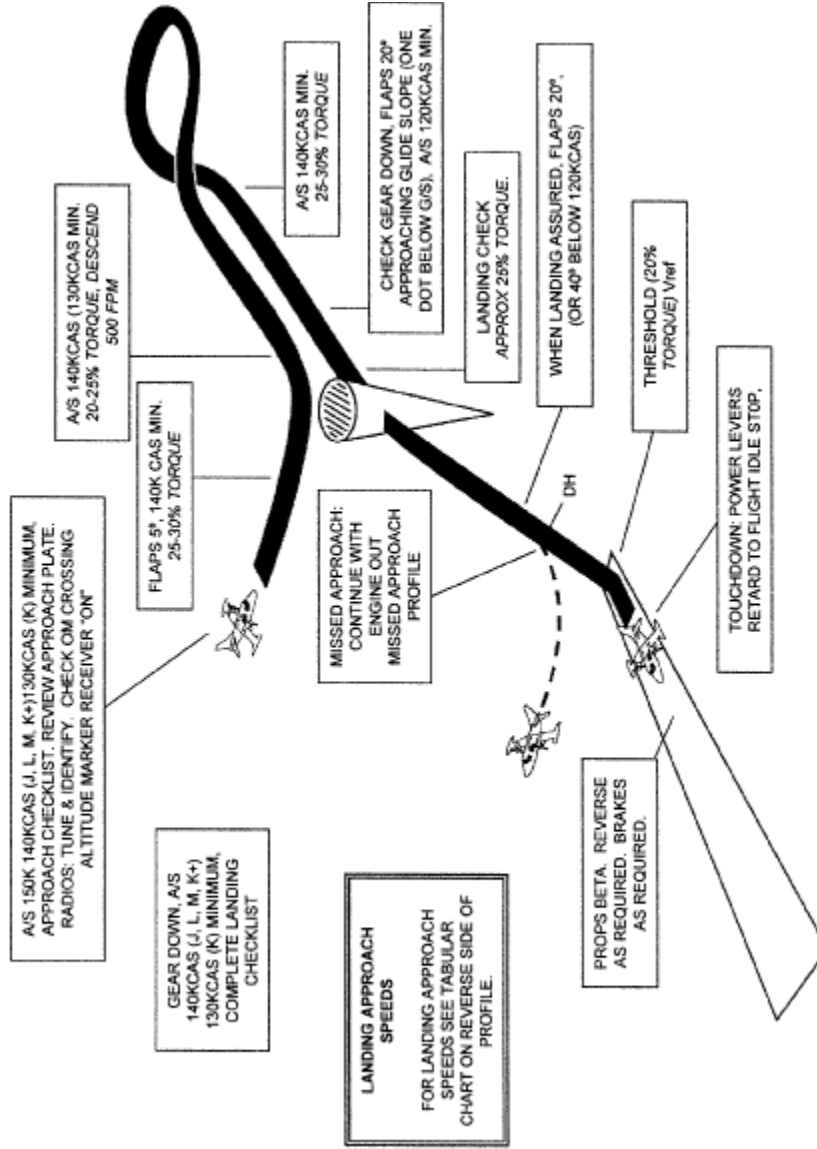 A/S 150K 140KCAS (J, L, M, K+)130KCAS (K) MINIMUM,
APPROACH CHECKLIST. REVIEW APPROACH PLATE.
RADIOS: TUNE & IDENTIFY. CHECK OM CROSSING
ALTITUDE MARKER RECEIVER "ON"
FLAPS 5º, 140K CAS MIN.
25-30% TORQUE
A/S 140KCAS (130KCAS MIN.
20-25% TORQUE, DESCEND
500 FPM
A/S 140KCAS MIN.
25-30% TORQUE
GEAR DOWN, A/S
140KCAS (J, L, M, K+)
130KCAS (K) MINIMUM,
COMPLETE LANDING
CHECKLIST
CHECK GEAR DOWN, FLAPS 20º
APPROACHING GLIDE SLOPE (ONE
DOT BELOW G/S). A/S 120KCAS MIN.
MISSED APPROACH:
CONTINUE WITH
ENGINE OUT
MISSED APPROACH
PROFILE
LANDING CHECK
APPROX 25% TORQUE.
DH
WHEN LANDING ASSURED, FLAPS 20º,
(OR 40º BELOW 120KCAS)
LANDING APPROACH
SPEEDS
FOR LANDING APPROACH
SPEEDS SEE TABULAR
CHART ON REVERSE SIDE OF
PROFILE.
THRESHOLD (20%
TORQUE) Vref
PROPS BETA. REVERSE
AS REQUIRED. BRAKES
AS REQUIRED.
TOUCHDOWN: POWER LEVERS
RETARD TO FLIGHT IDLE STOP,